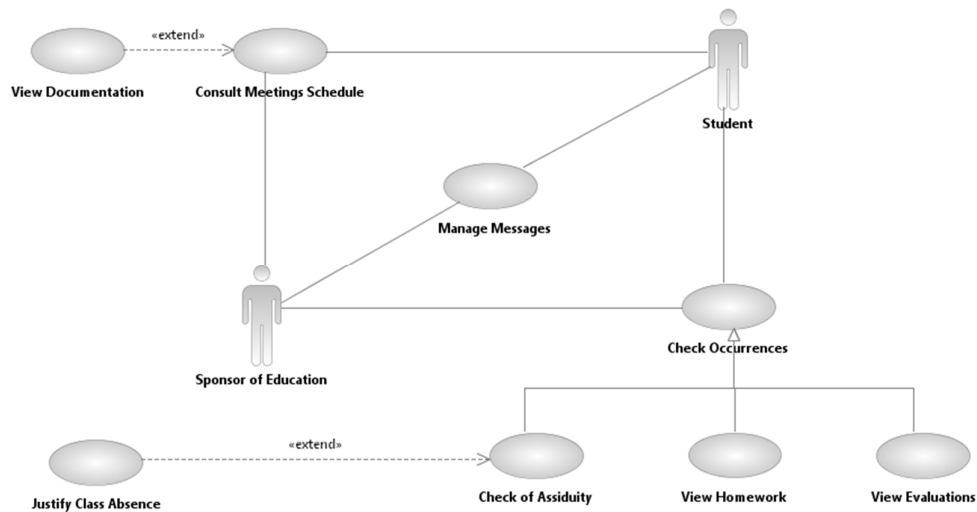 «extend»
View Documentation
Consult Meetings Schedule
Student
Manage Messages
Sponsor of Education
Check Occurrences
«extend»
Justify Class Absence
Check of Assiduity
View Homework
View Evaluations